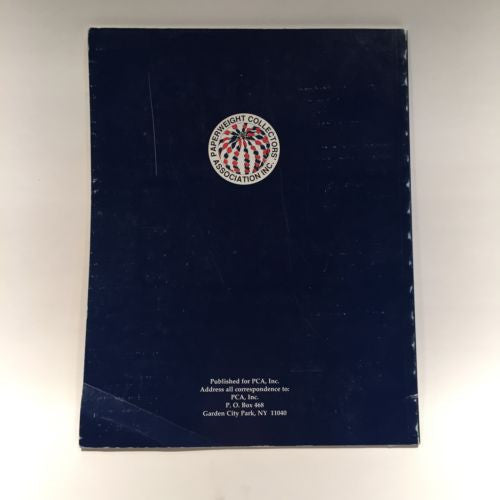 PAPERWEIGHT COLLECTORS
ASSOCIATION INC.
Published for PCA, Inc.
Address all correspondence to:
PCA, Inc.
P. O. Box 468
Garden City Park, NY 11040